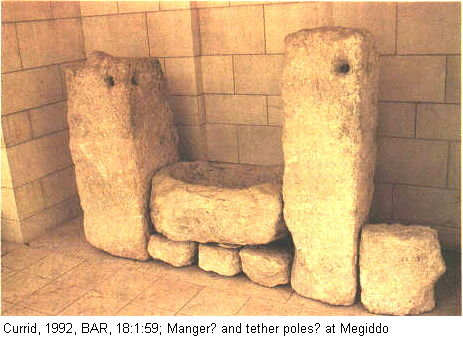 Currid, 1992, BAR, 18:1:59; Manger? and tether poles? at Megiddo